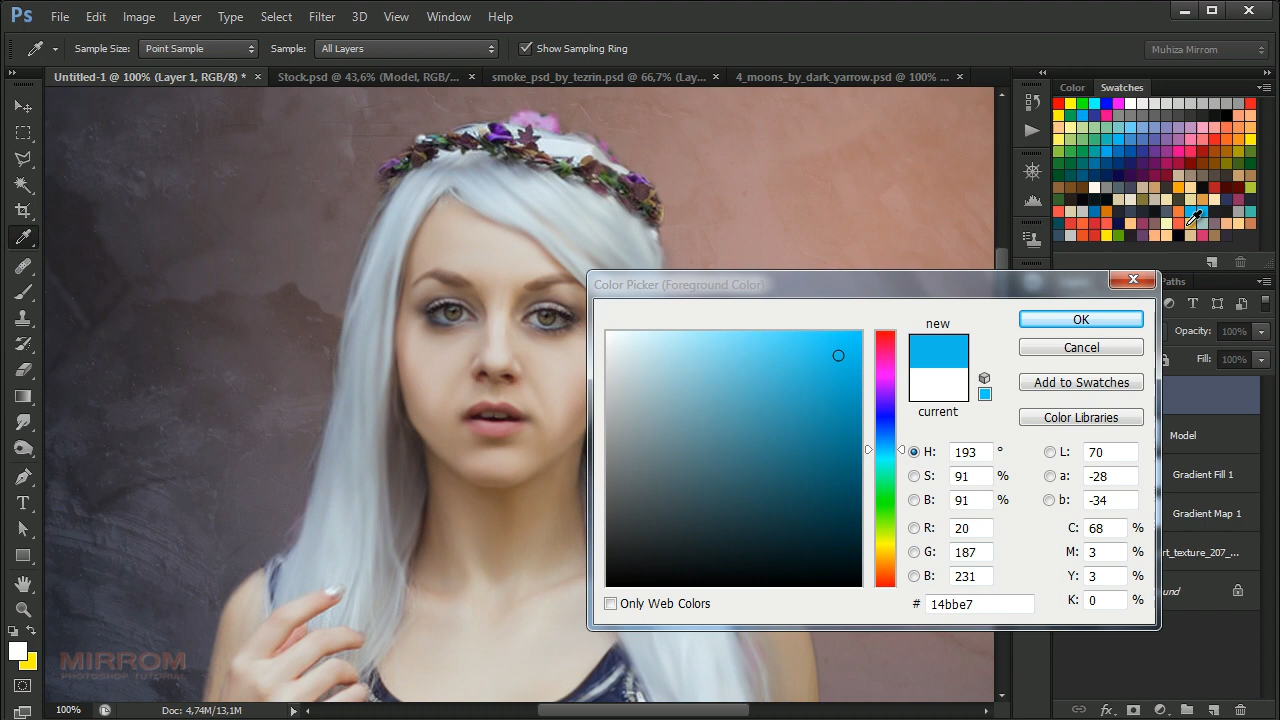 Ps File Edit Image Layer Type Select Filter 3D View Window Help
Sample Size: Point Sample Sample: All Layers Show Sampling Ring Muhiza Mirrom
Untitled-1 @ 100% (Layer 1, RGB/8) * × Stock.psd @ 43,6% (Model, RGB/... × smoke_psd_by_tezrin.psd @ 66,7% (Lay... × 4_moons_by_dark_yarrow.psd @ 100% ... ×
Color Swatches
Color Picker (Foreground Color)
Paths
new
OK
current
Cancel
Add to Swatches
Color Libraries
H: 193 ° L: 70
S: 91 % a: -28
B: 91 % b: -34
R: 20 C: 68 %
G: 187 M: 3 %
B: 231 Y: 3 %
# 14bbe7 K: 0 %
Only Web Colors
Opacity: 100%
Fill: 100%
Model
Gradient Fill 1
Gradient Map 1
rt_texture_207_...
ound
MIRROM
PHOTOSHOP TUTORIAL
100% Doc: 4,74M/13,1M
fx